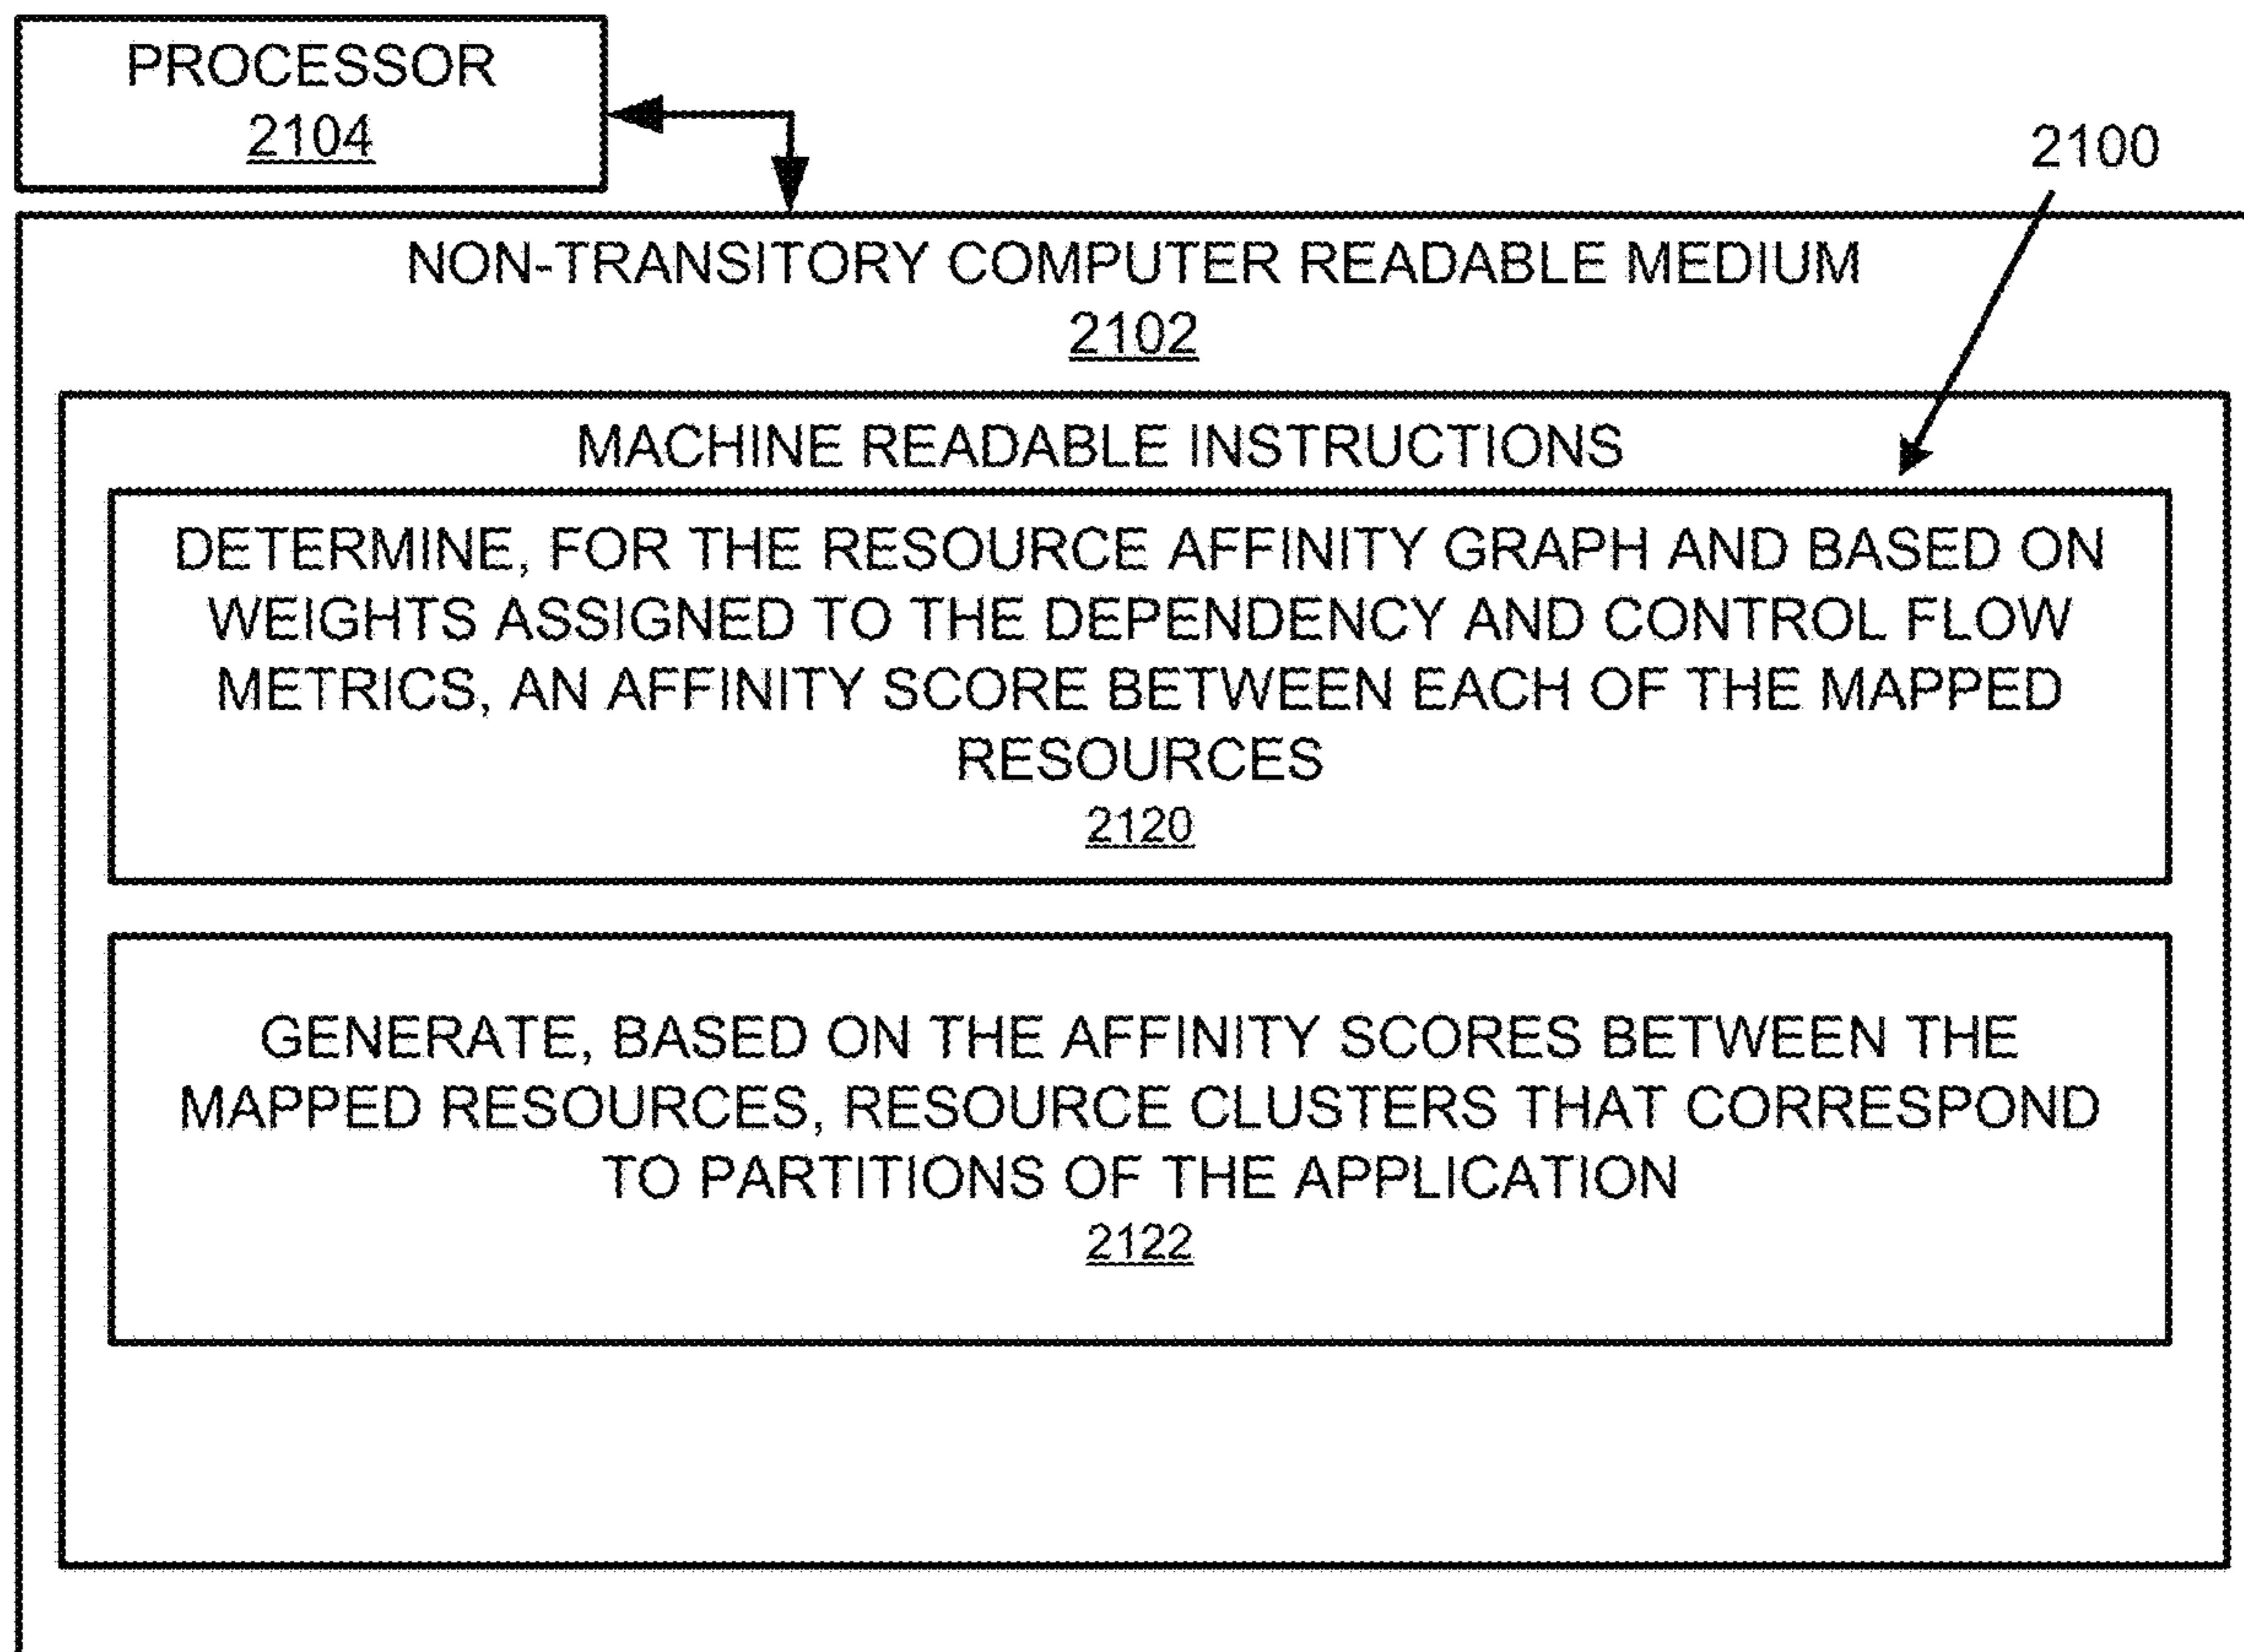 PROCESSOR
2104
2100
NON-TRANSITORY COMPUTER READABLE MEDIUM
2102
MACHINE READABLE INSTRUCTIONS
DETERMINE, FOR THE RESOURCE AFFINITY GRAPH AND BASED ON
WEIGHTS ASSIGNED TO THE DEPENDENCY AND CONTROL FLOW
METRICS, AN AFFINITY SCORE BETWEEN EACH OF THE MAPPED
RESOURCES
2120
GENERATE, BASED ON THE AFFINITY SCORES BETWEEN THE
MAPPED RESOURCES, RESOURCE CLUSTERS THAT CORRESPOND
TO PARTITIONS OF THE APPLICATION
2122